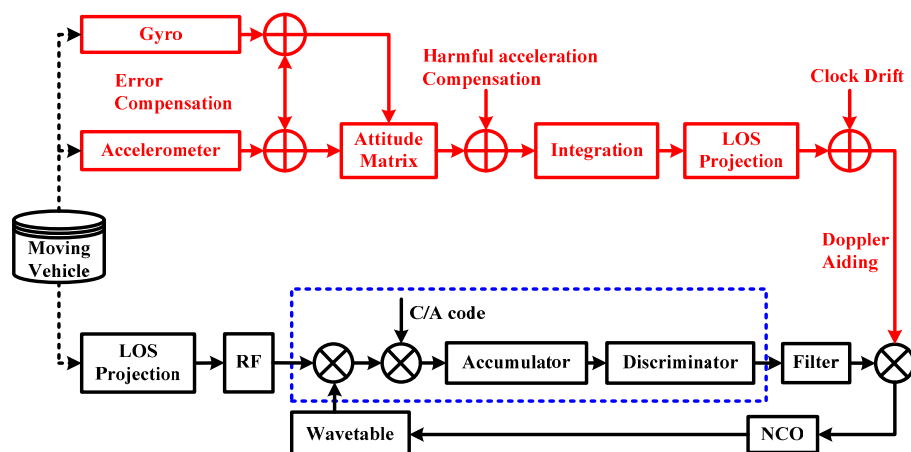 Gyro
Harmful acceleration
Compensation
Clock Drift
Error
Compensation
Accelerometer
Attitude
Matrix
Integration
LOS
Projection
Moving
Vehicle
Doppler
Aiding
C/A code
LOS
Projection
RF
Accumulator
Discriminator
Filter
Wavetable
NCO